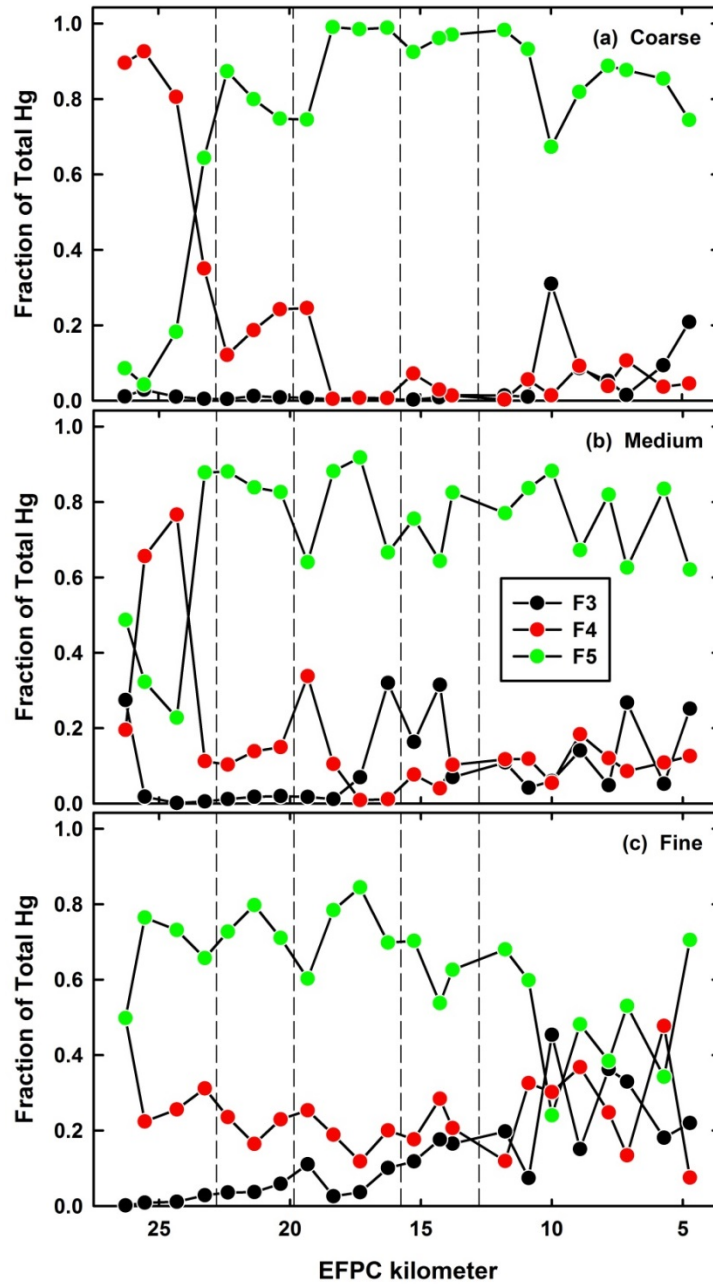 1.0
(a) Coarse
0.8
0.6
0.4
0.2
0.0
Fraction of Total Hg
1.0
(b) Medium
0.8
0.6
0.4
0.2
0.0
Fraction of Total Hg
F3
F4
F5
1.0
(c) Fine
0.8
0.6
0.4
0.2
0.0
Fraction of Total Hg
25 20 15 10 5
EFPC kilometer